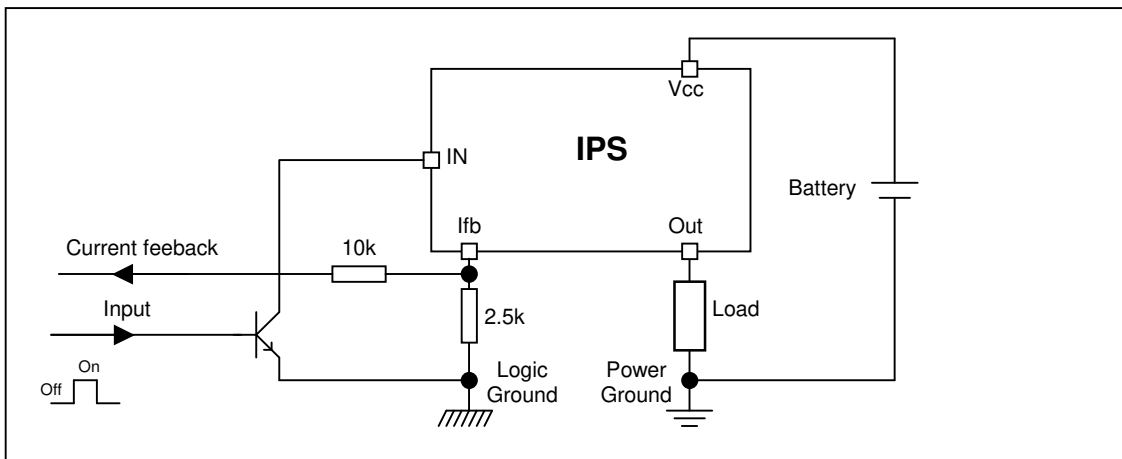 Vcc
IPS
IN
Battery
Ifb
Out
Current feeback
10k
Input
2.5k
Load
On
Off
Logic
Ground
Power
Ground